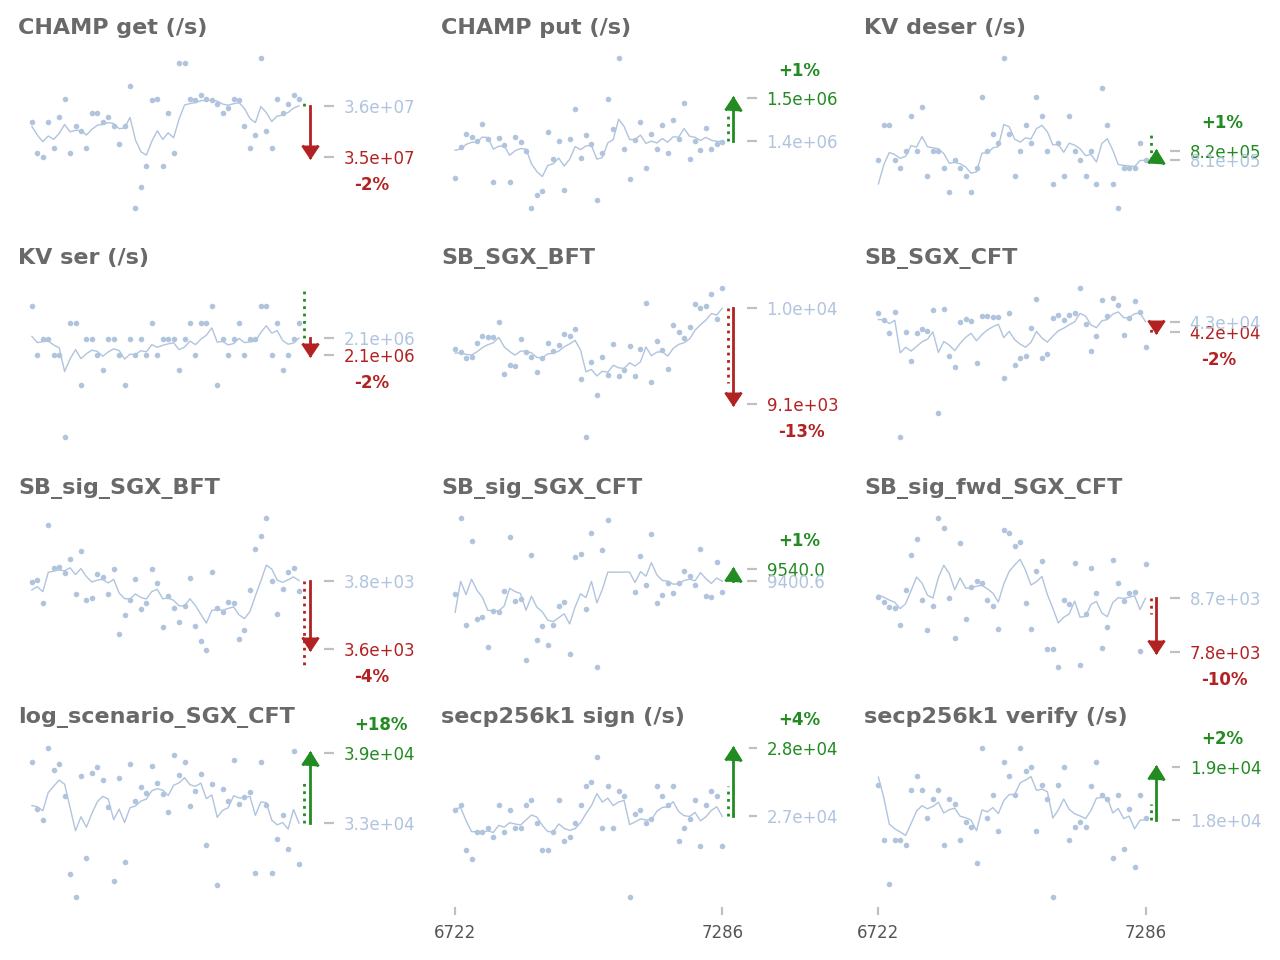 CHAMP get (/s)
3.6e+07
3.5e+07
-2%
CHAMP put (/s)
+1%
1.5e+06
1.4e+06
KV deser (/s)
+1%
8.2e+05
8.1e+05
KV ser (/s)
2.1e+06
2.1e+06
-2%
SB_SGX_BFT
1.0e+04
9.1e+03
-13%
SB_SGX_CFT
4.3e+04
4.2e+04
-2%
SB_sig_SGX_BFT
3.8e+03
3.6e+03
-4%
SB_sig_SGX_CFT
+1%
9540.0
9400.6
SB_sig_fwd_SGX_CFT
8.7e+03
7.8e+03
-10%
log_scenario_SGX_CFT
+18%
3.9e+04
3.3e+04
secp256k1 sign (/s)
+4%
2.8e+04
2.7e+04
6722
7286
secp256k1 verify (/s)
+2%
1.9e+04
1.8e+04
6722
7286